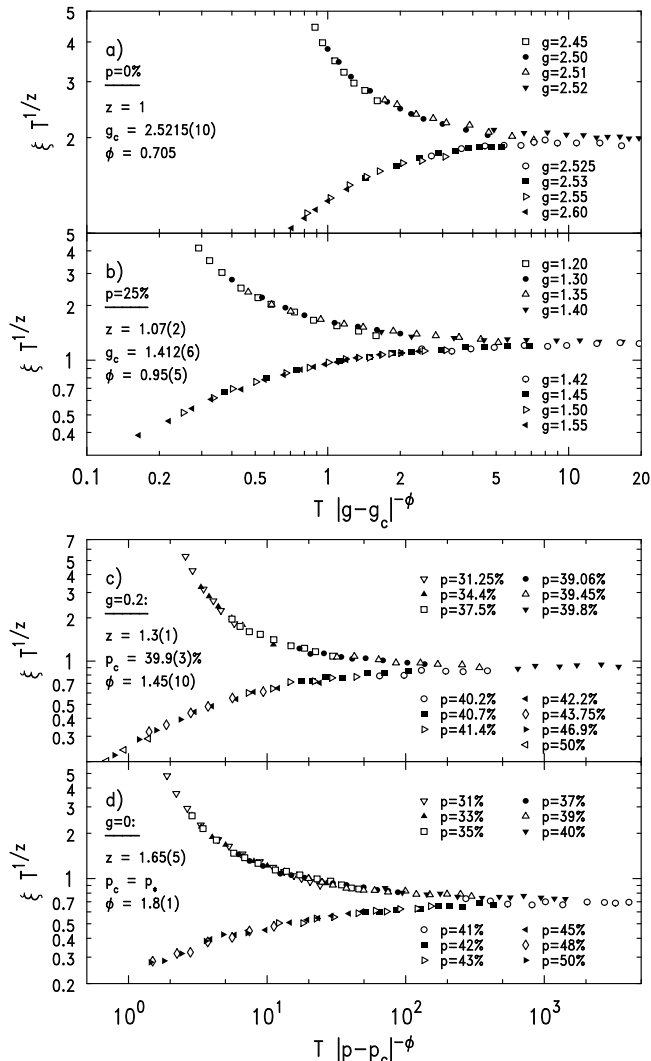 a)
p=0%
z = 1
g_c = 2.5215(10)
ϕ = 0.705
ξ T^{1/z}
5
4
3
2
g=2.45
g=2.50
g=2.51
g=2.52
g=2.525
g=2.53
g=2.55
g=2.60
b)
p=25%
z = 1.07(2)
g_c = 1.412(6)
ϕ = 0.95(5)
ξ T^{1/z}
5
3
2
1
0.7
0.5
0.4
g=1.20
g=1.30
g=1.35
g=1.40
g=1.42
g=1.45
g=1.50
g=1.55
0.1 0.2 0.5 1 2 5 10 20
T |g−g_c|^{−ϕ}
c)
g=0.2:
z = 1.3(1)
p_c = 39.9(3)%
ϕ = 1.45(10)
ξ T^{1/z}
7
5
4
3
2
1
0.7
0.5
0.3
p=31.25% p=39.06%
p=34.4% p=39.45%
p=37.5% p=39.8%
p=40.2% p=42.2%
p=40.7% p=43.75%
p=41.4% p=46.9%
p=50%
d)
g=0:
z = 1.65(5)
p_c = p_*
ϕ = 1.8(1)
ξ T^{1/z}
5
4
3
2
1
0.7
0.5
0.3
0.2
p=31% p=37%
p=33% p=39%
p=35% p=40%
p=41% p=45%
p=42% p=48%
p=43% p=50%
10^0 10^1 10^2 10^3
T |p−p_c|^{−ϕ}